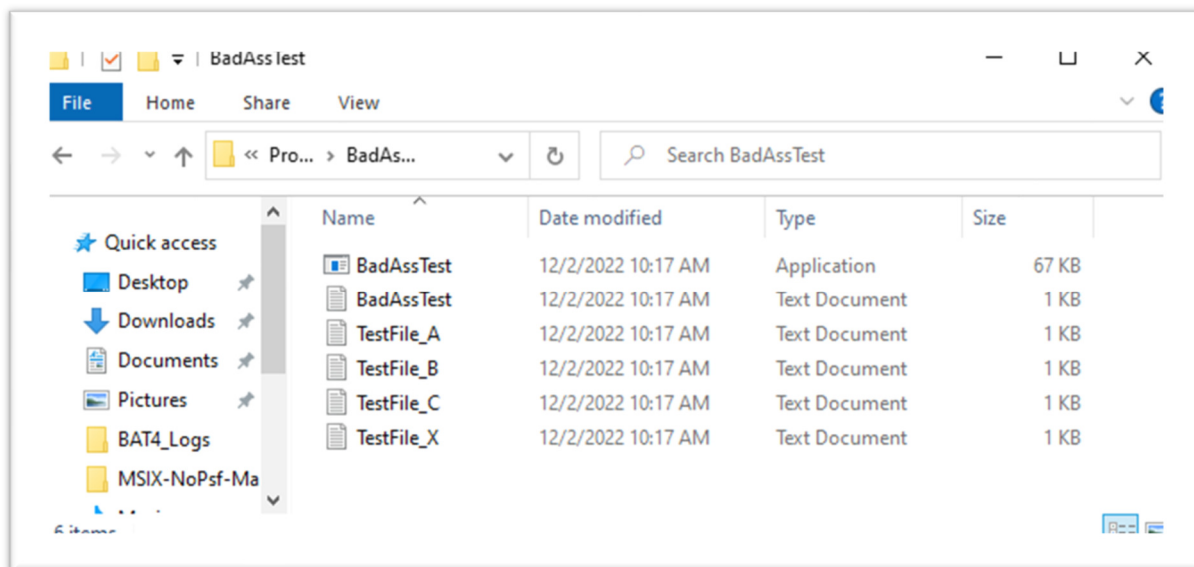 BadAssTest
File Home Share View
« Pro... > BadAs... Search BadAssTest
Name Date modified Type Size
Quick access
Desktop
Downloads
Documents
Pictures
BAT4_Logs
MSIX-NoPsf-Ma
BadAssTest 12/2/2022 10:17 AM Application 67 KB
BadAssTest 12/2/2022 10:17 AM Text Document 1 KB
TestFile_A 12/2/2022 10:17 AM Text Document 1 KB
TestFile_B 12/2/2022 10:17 AM Text Document 1 KB
TestFile_C 12/2/2022 10:17 AM Text Document 1 KB
TestFile_X 12/2/2022 10:17 AM Text Document 1 KB
6 items